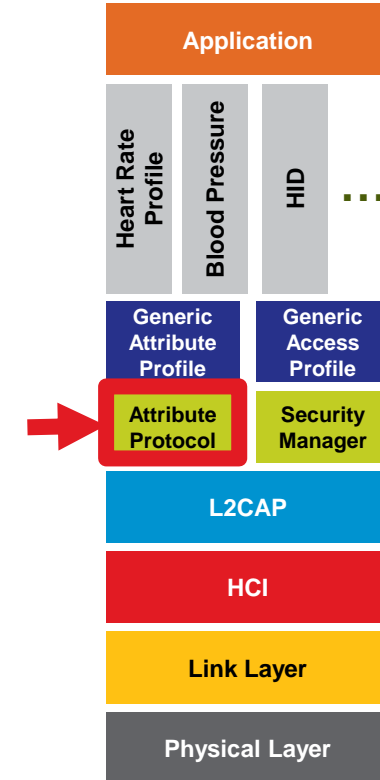 Application
Heart Rate
Profile
Blood Pressure
HID
...
Generic
Attribute
Profile
Generic
Access
Profile
Attribute
Protocol
Security
Manager
L2CAP
HCI
Link Layer
Physical Layer